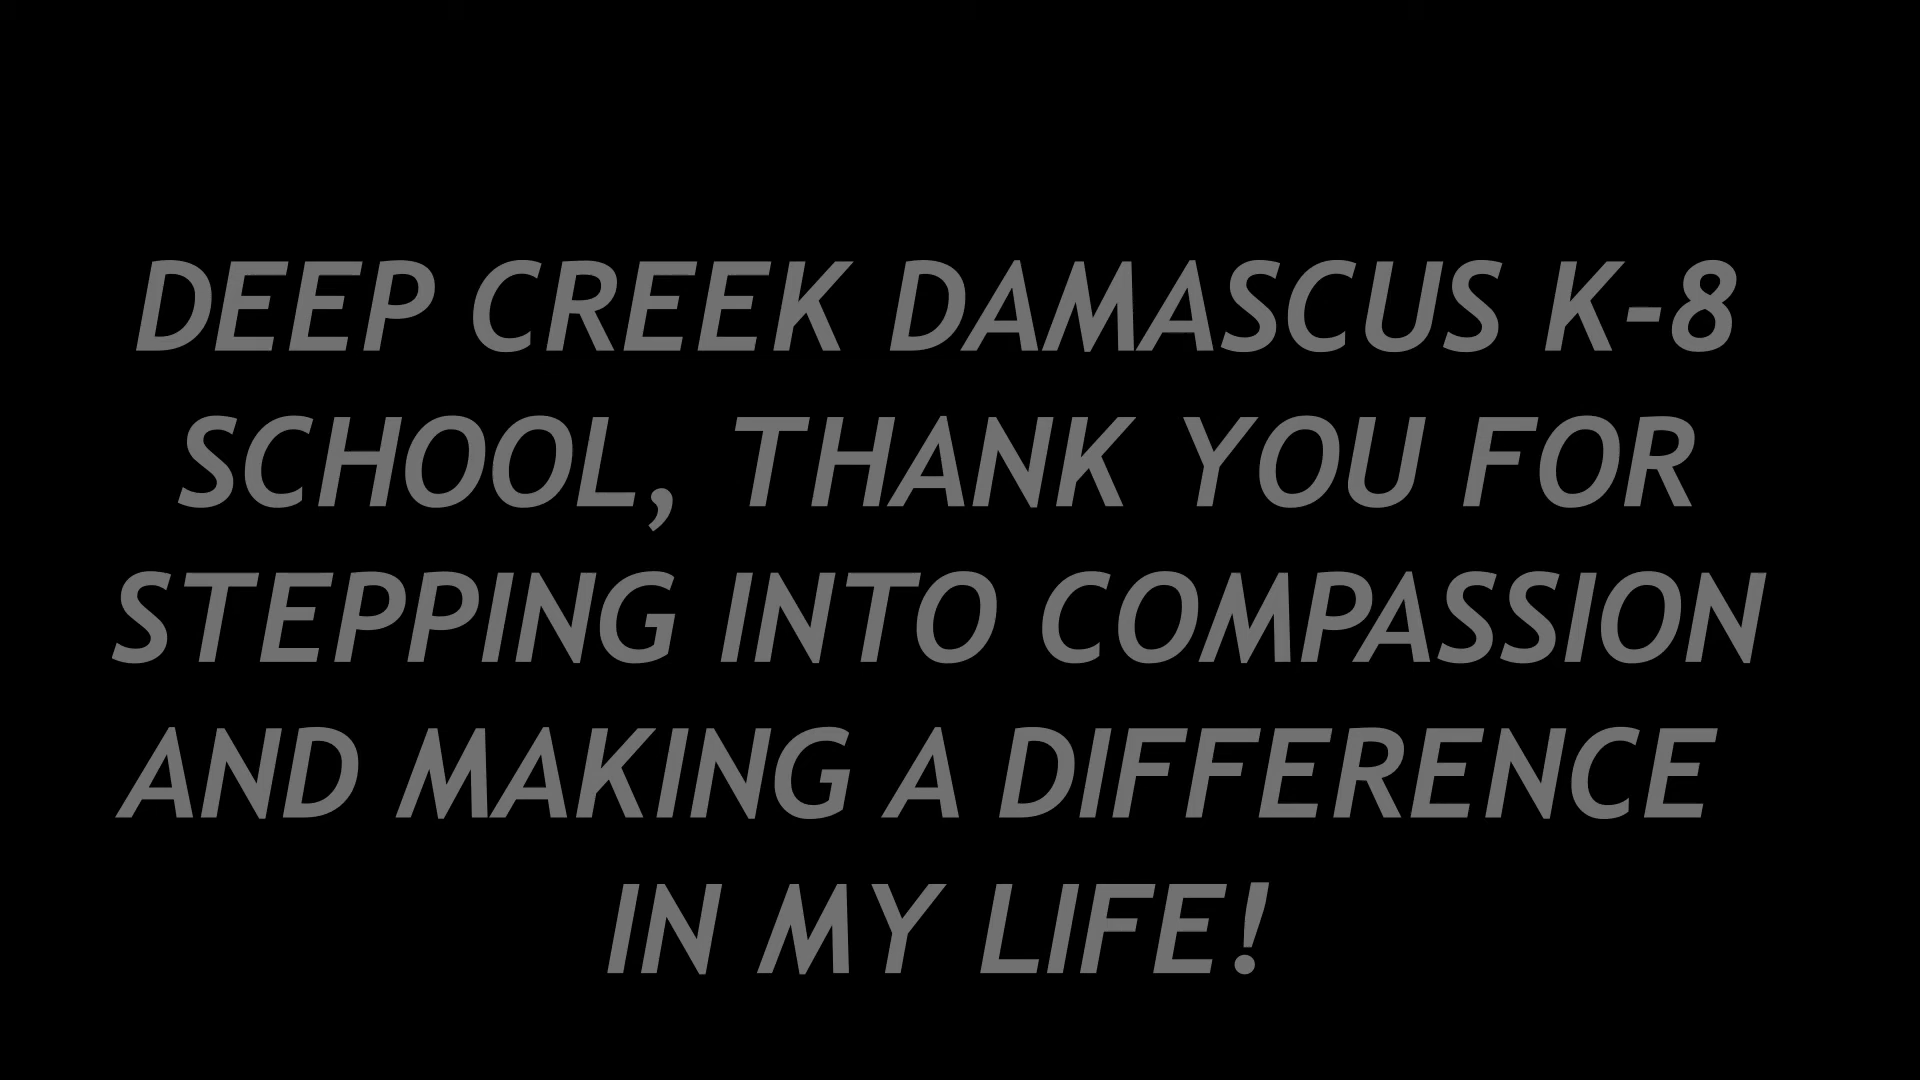 DEEP CREEK DAMASCUS K-8
SCHOOL, THANK YOU FOR
STEPPING INTO COMPASSION
AND MAKING A DIFFERENCE
IN MY LIFE!